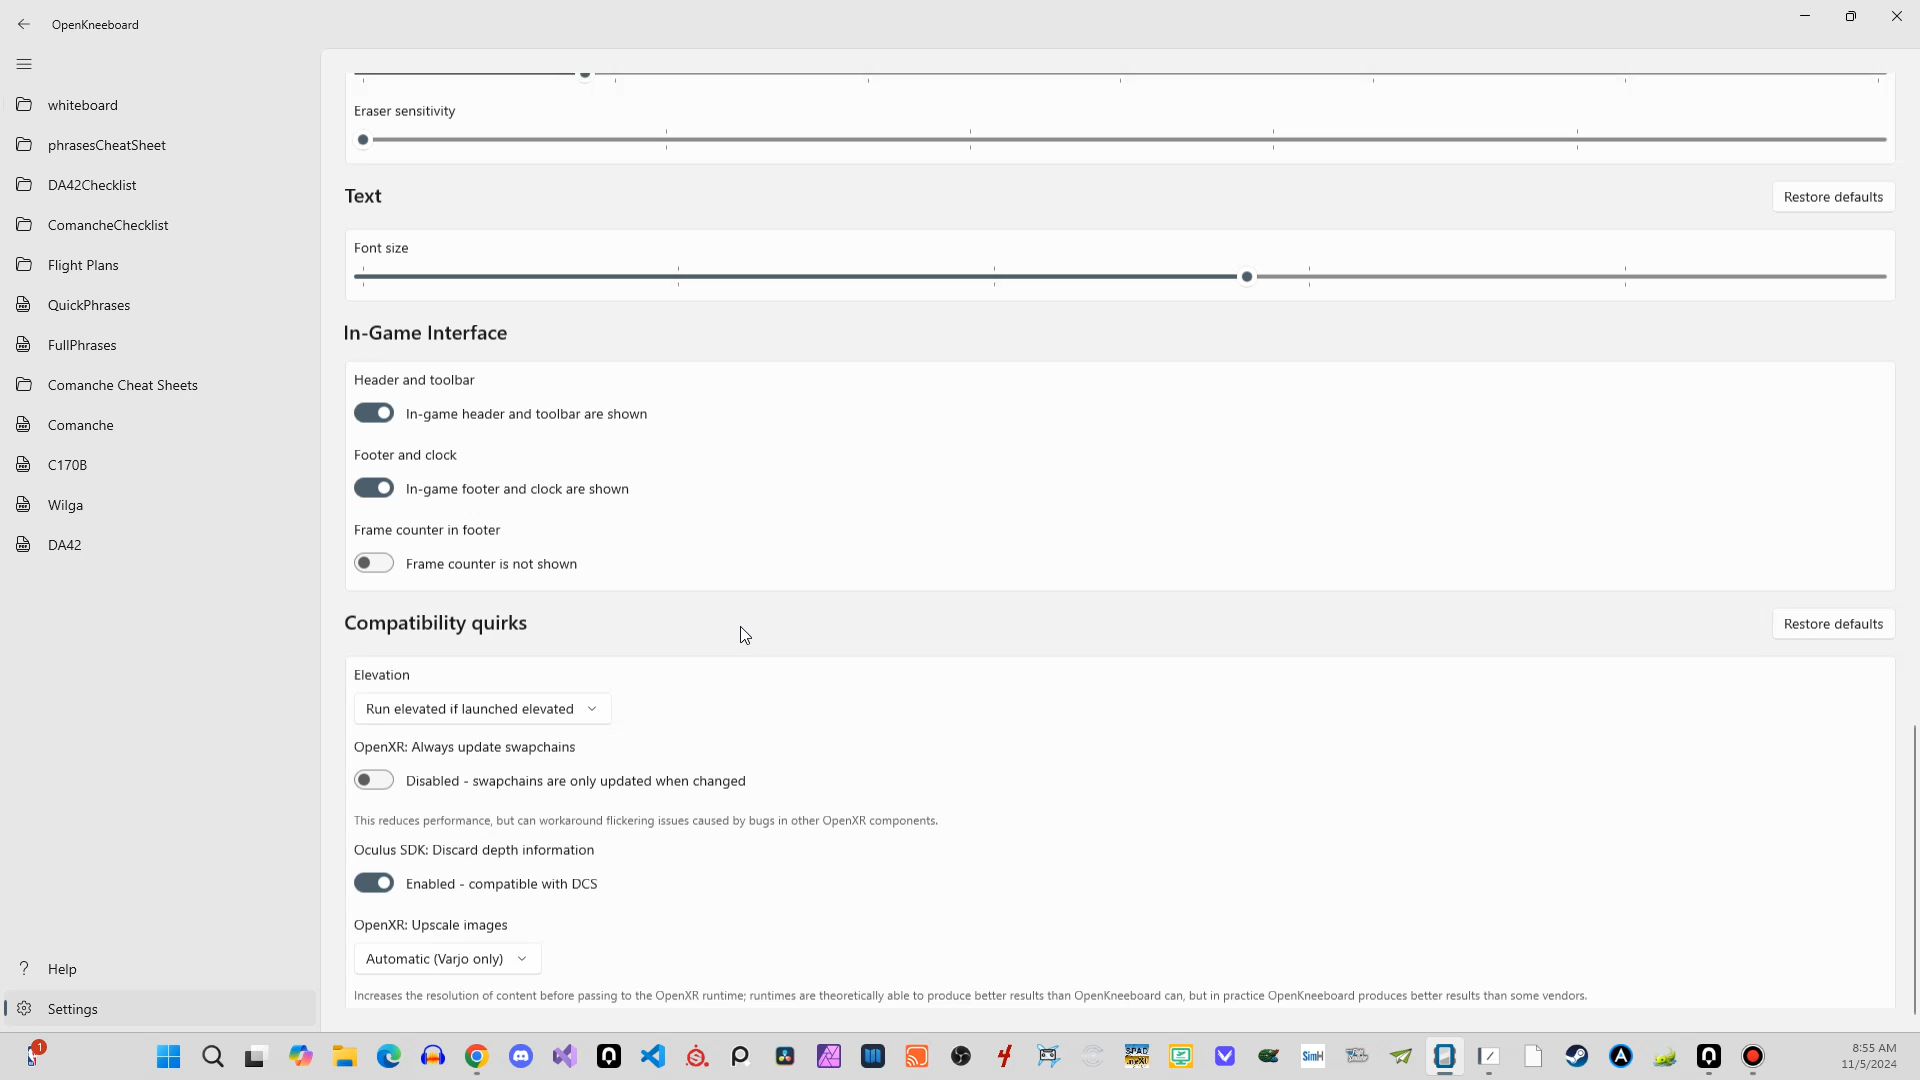 OpenKneeboard
whiteboard
phrasesCheatSheet
DA42Checklist
ComancheChecklist
Flight Plans
QuickPhrases
FullPhrases
Comanche Cheat Sheets
Comanche
C170B
Wilga
DA42
Help
Settings
Eraser sensitivity
Text
Restore defaults
Font size
In-Game Interface
Header and toolbar
In-game header and toolbar are shown
Footer and clock
In-game footer and clock are shown
Frame counter in footer
Frame counter is not shown
Compatibility quirks
Restore defaults
Elevation
Run elevated if launched elevated
OpenXR: Always update swapchains
Disabled - swapchains are only updated when changed
This reduces performance, but can workaround flickering issues caused by bugs in other OpenXR components.
Oculus SDK: Discard depth information
Enabled - compatible with DCS
OpenXR: Upscale images
Automatic (Varjo only)
Increases the resolution of content before passing to the OpenXR runtime; runtimes are theoretically able to produce better results than OpenKneeboard can, but in practice OpenKneeboard produces better results than some vendors.
1
SPAD
SimH
8:55 AM
11/5/2024